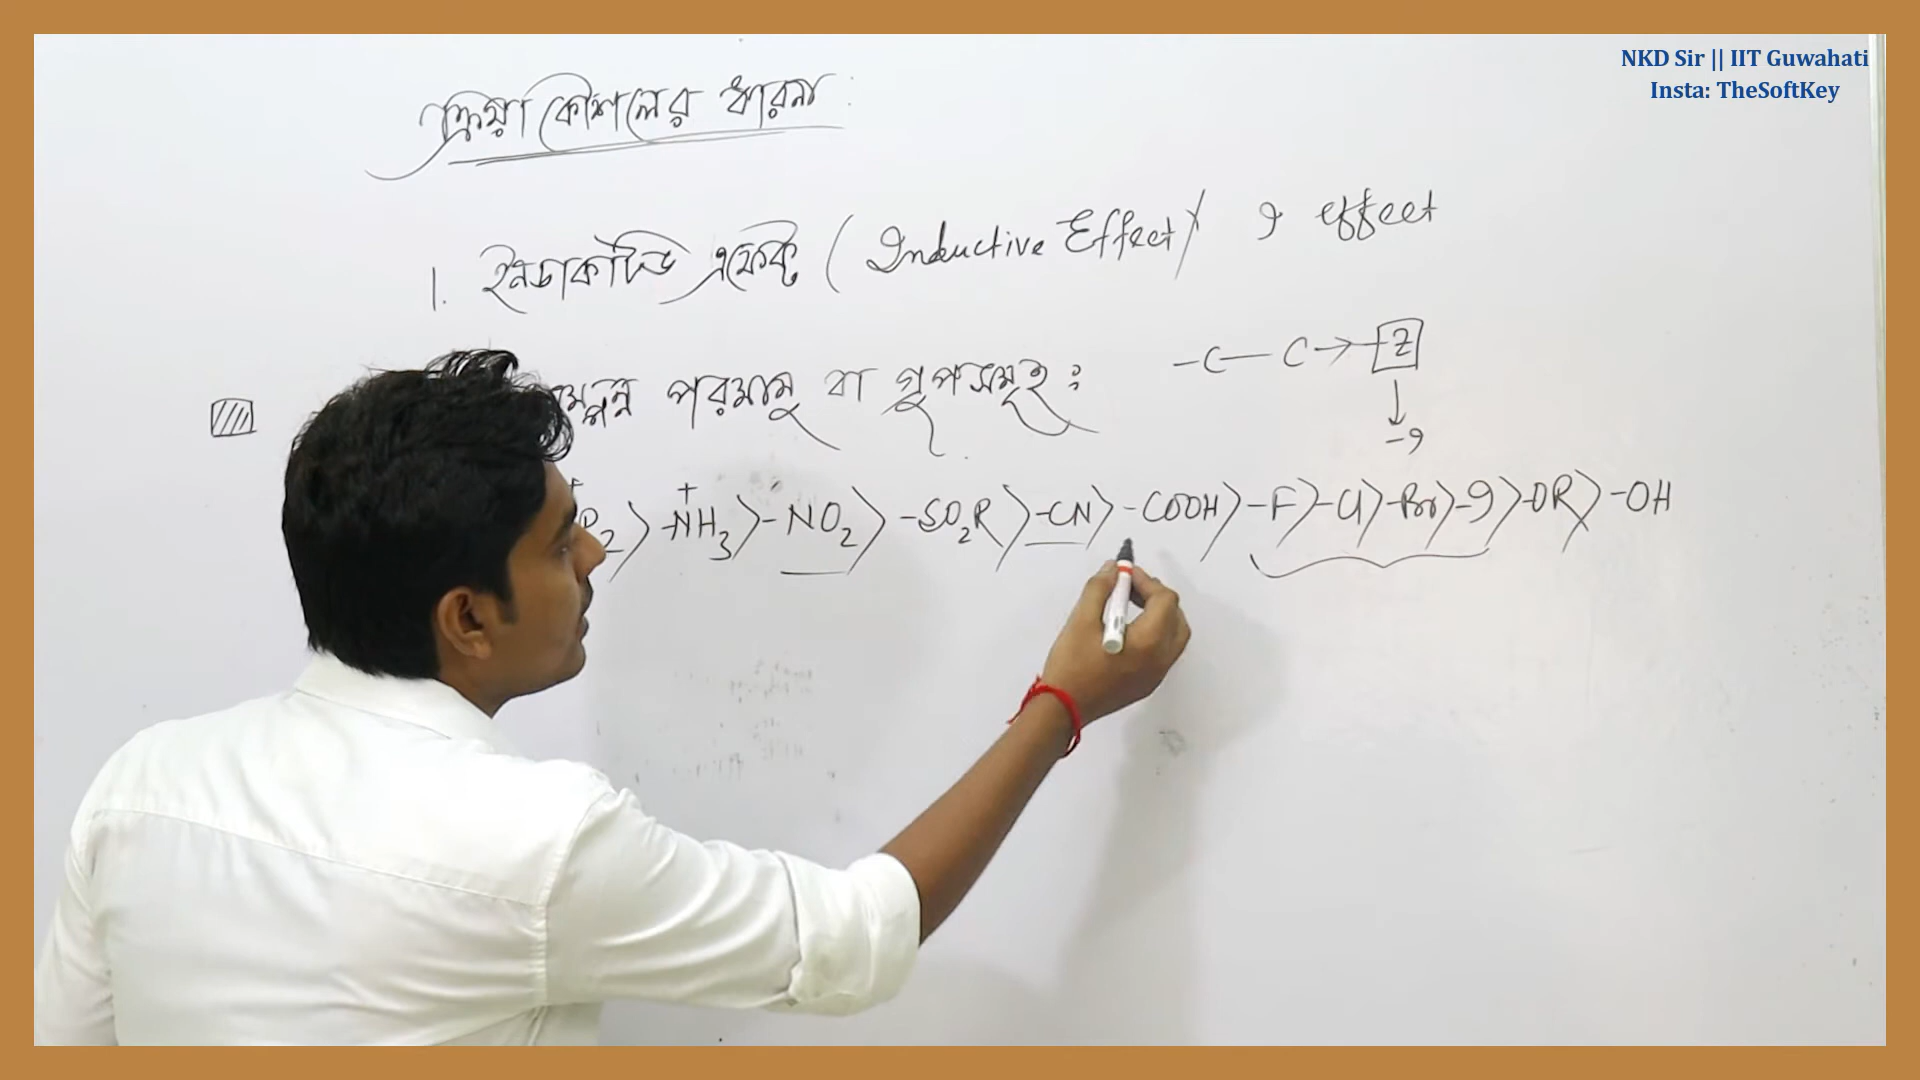 NKD Sir || IIT Guwahati
Insta: TheSoftKey
ক্রিয়া কৌশলের ধারনা :
1. ইনডাকটিভ এফেক্ট ( Inductive Effect ) I effect
পরমানু বা গ্রুপসমূহ :
-C—C→-Z
↓
-I
-N⁺H₃ > -NO₂ > -SO₂R > -CN > -COOH > -F > -Cl > -Br > -I > -OR > -OH